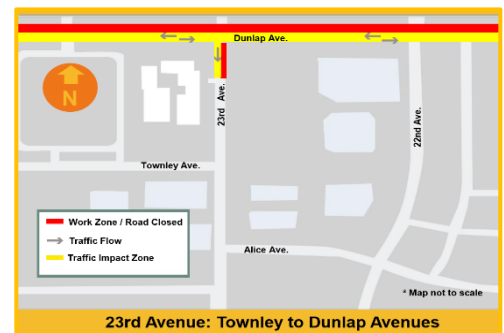 Dunlap Ave.
N
23rd Ave.
22nd Ave.
Townley Ave.
Work Zone / Road Closed
Traffic Flow
Traffic Impact Zone
Alice Ave.
* Map not to scale
23rd Avenue: Townley to Dunlap Avenues